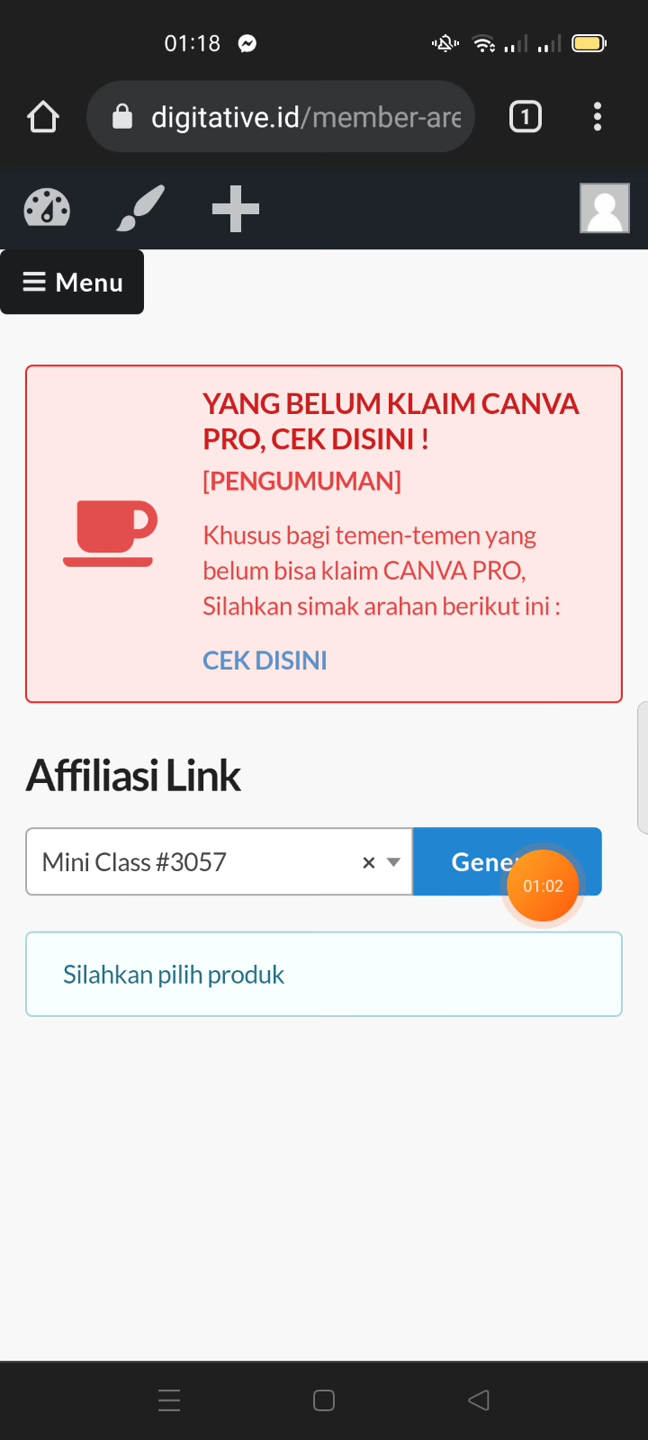 01:18
digitative.id/member-are
1
Menu
YANG BELUM KLAIM CANVA
PRO, CEK DISINI !
[PENGUMUMAN]
Khusus bagi temen-temen yang
belum bisa klaim CANVA PRO,
Silahkan simak arahan berikut ini :
CEK DISINI
Affiliasi Link
Mini Class #3057 ×
01:02
Silahkan pilih produk